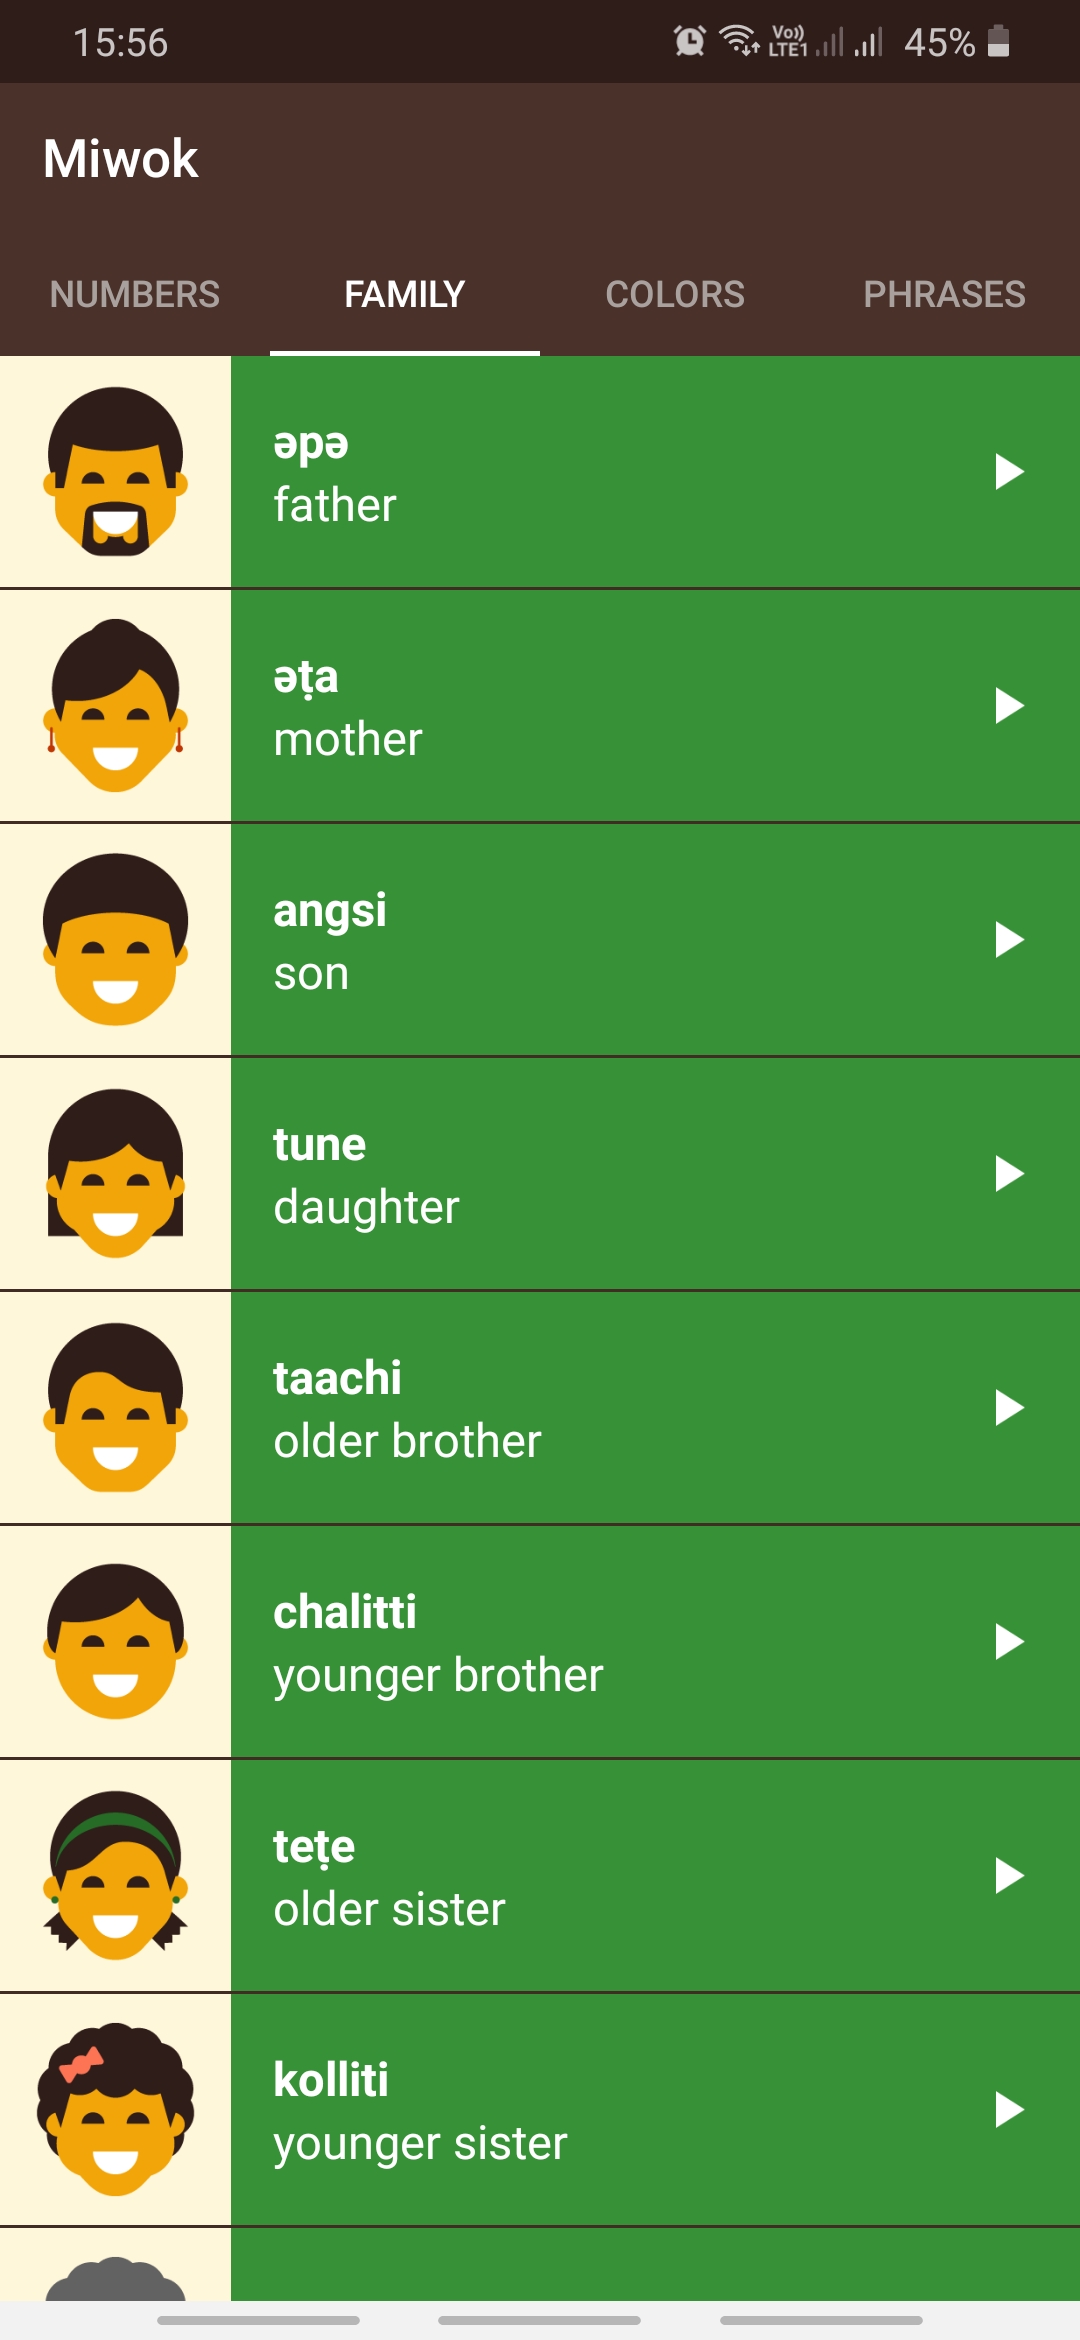 15:56 Vo)) LTE1 45%
Miwok
NUMBERS FAMILY COLORS PHRASES
əpə
father
əṭa
mother
angsi
son
tune
daughter
taachi
older brother
chalitti
younger brother
teṭe
older sister
kolliti
younger sister